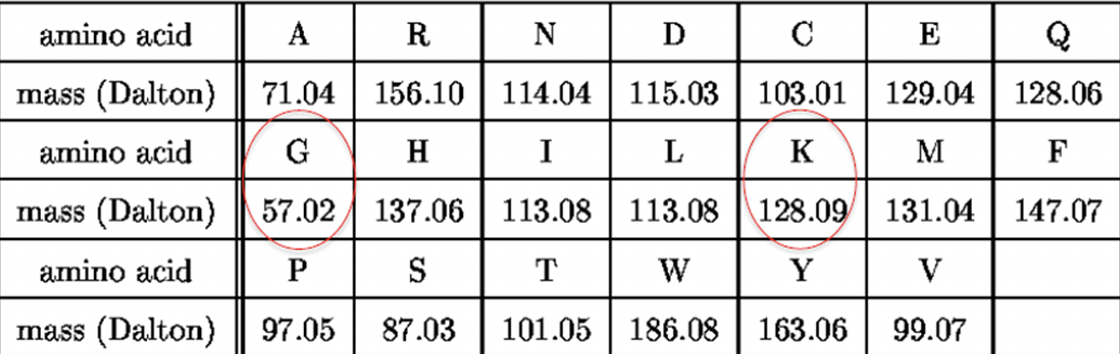 amino acid A R N D C E Q
mass (Dalton) 71.04 156.10 114.04 115.03 103.01 129.04 128.06
amino acid G H I L K M F
mass (Dalton) 57.02 137.06 113.08 113.08 128.09 131.04 147.07
amino acid P S T W Y V
mass (Dalton) 97.05 87.03 101.05 186.08 163.06 99.07